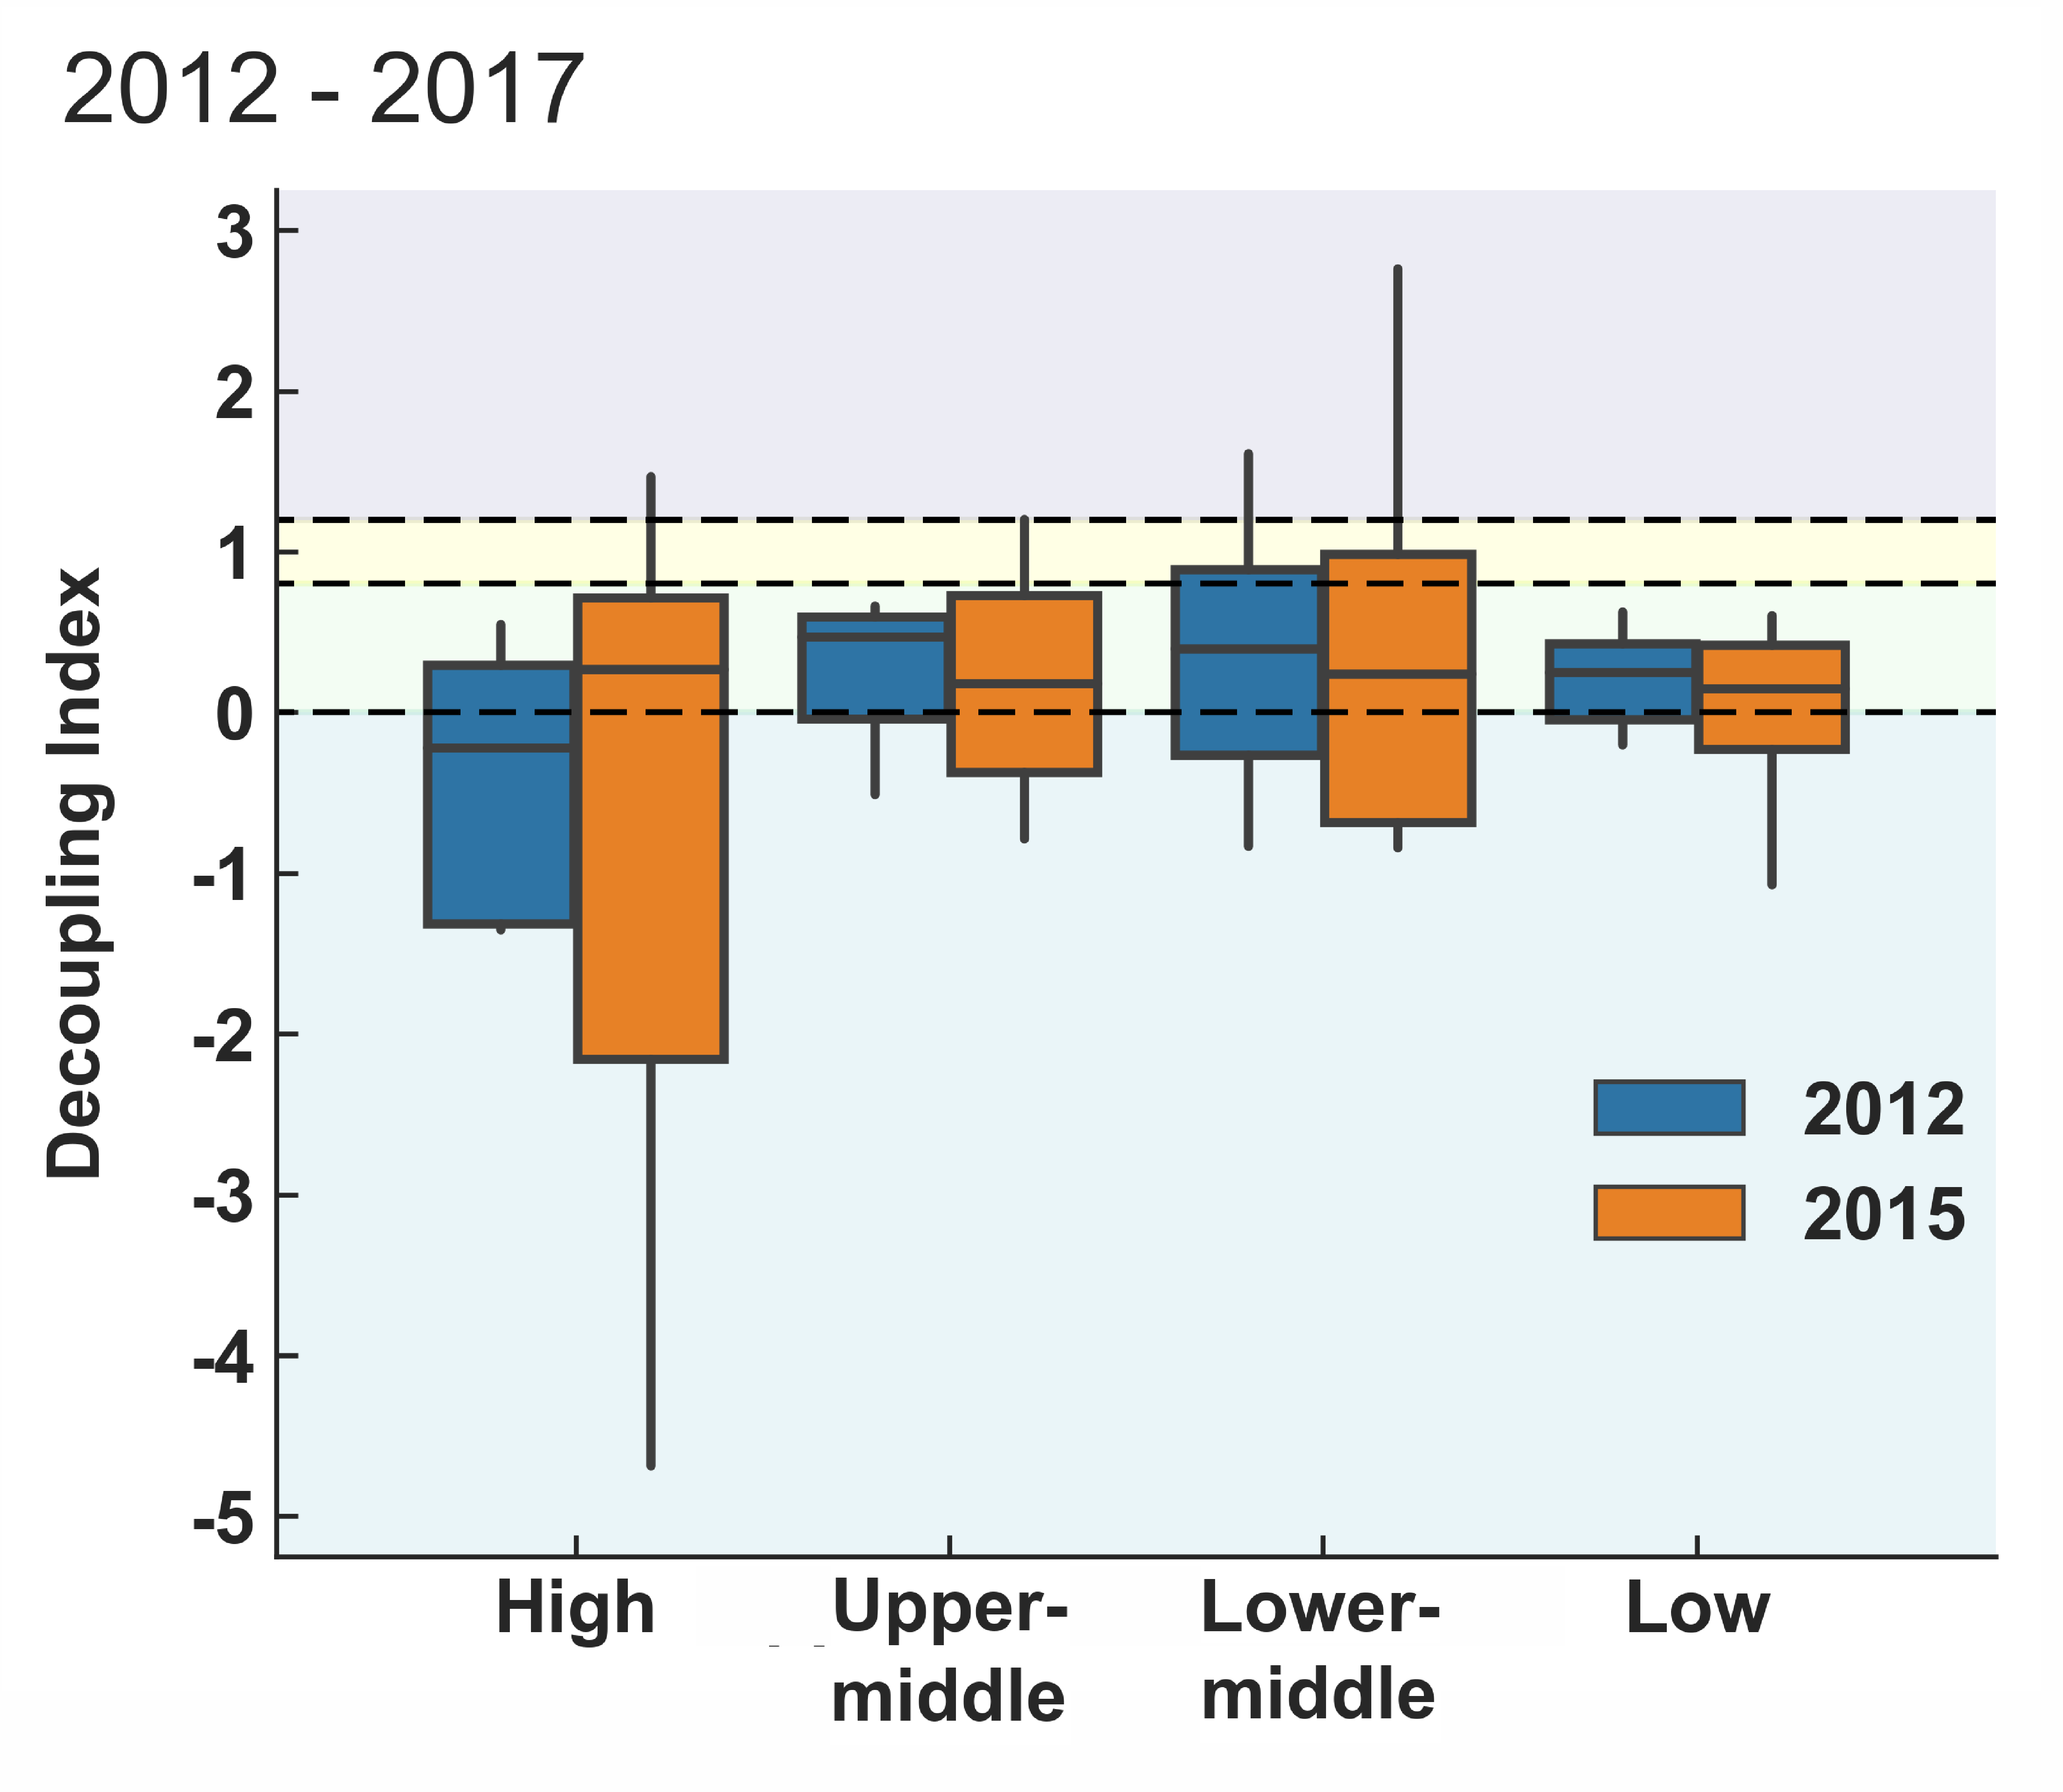 2012 - 2017
Decoupling Index
3
2
1
0
-1
-2
-3
-4
-5
2012
2015
High
Upper-
middle
Lower-
middle
Low